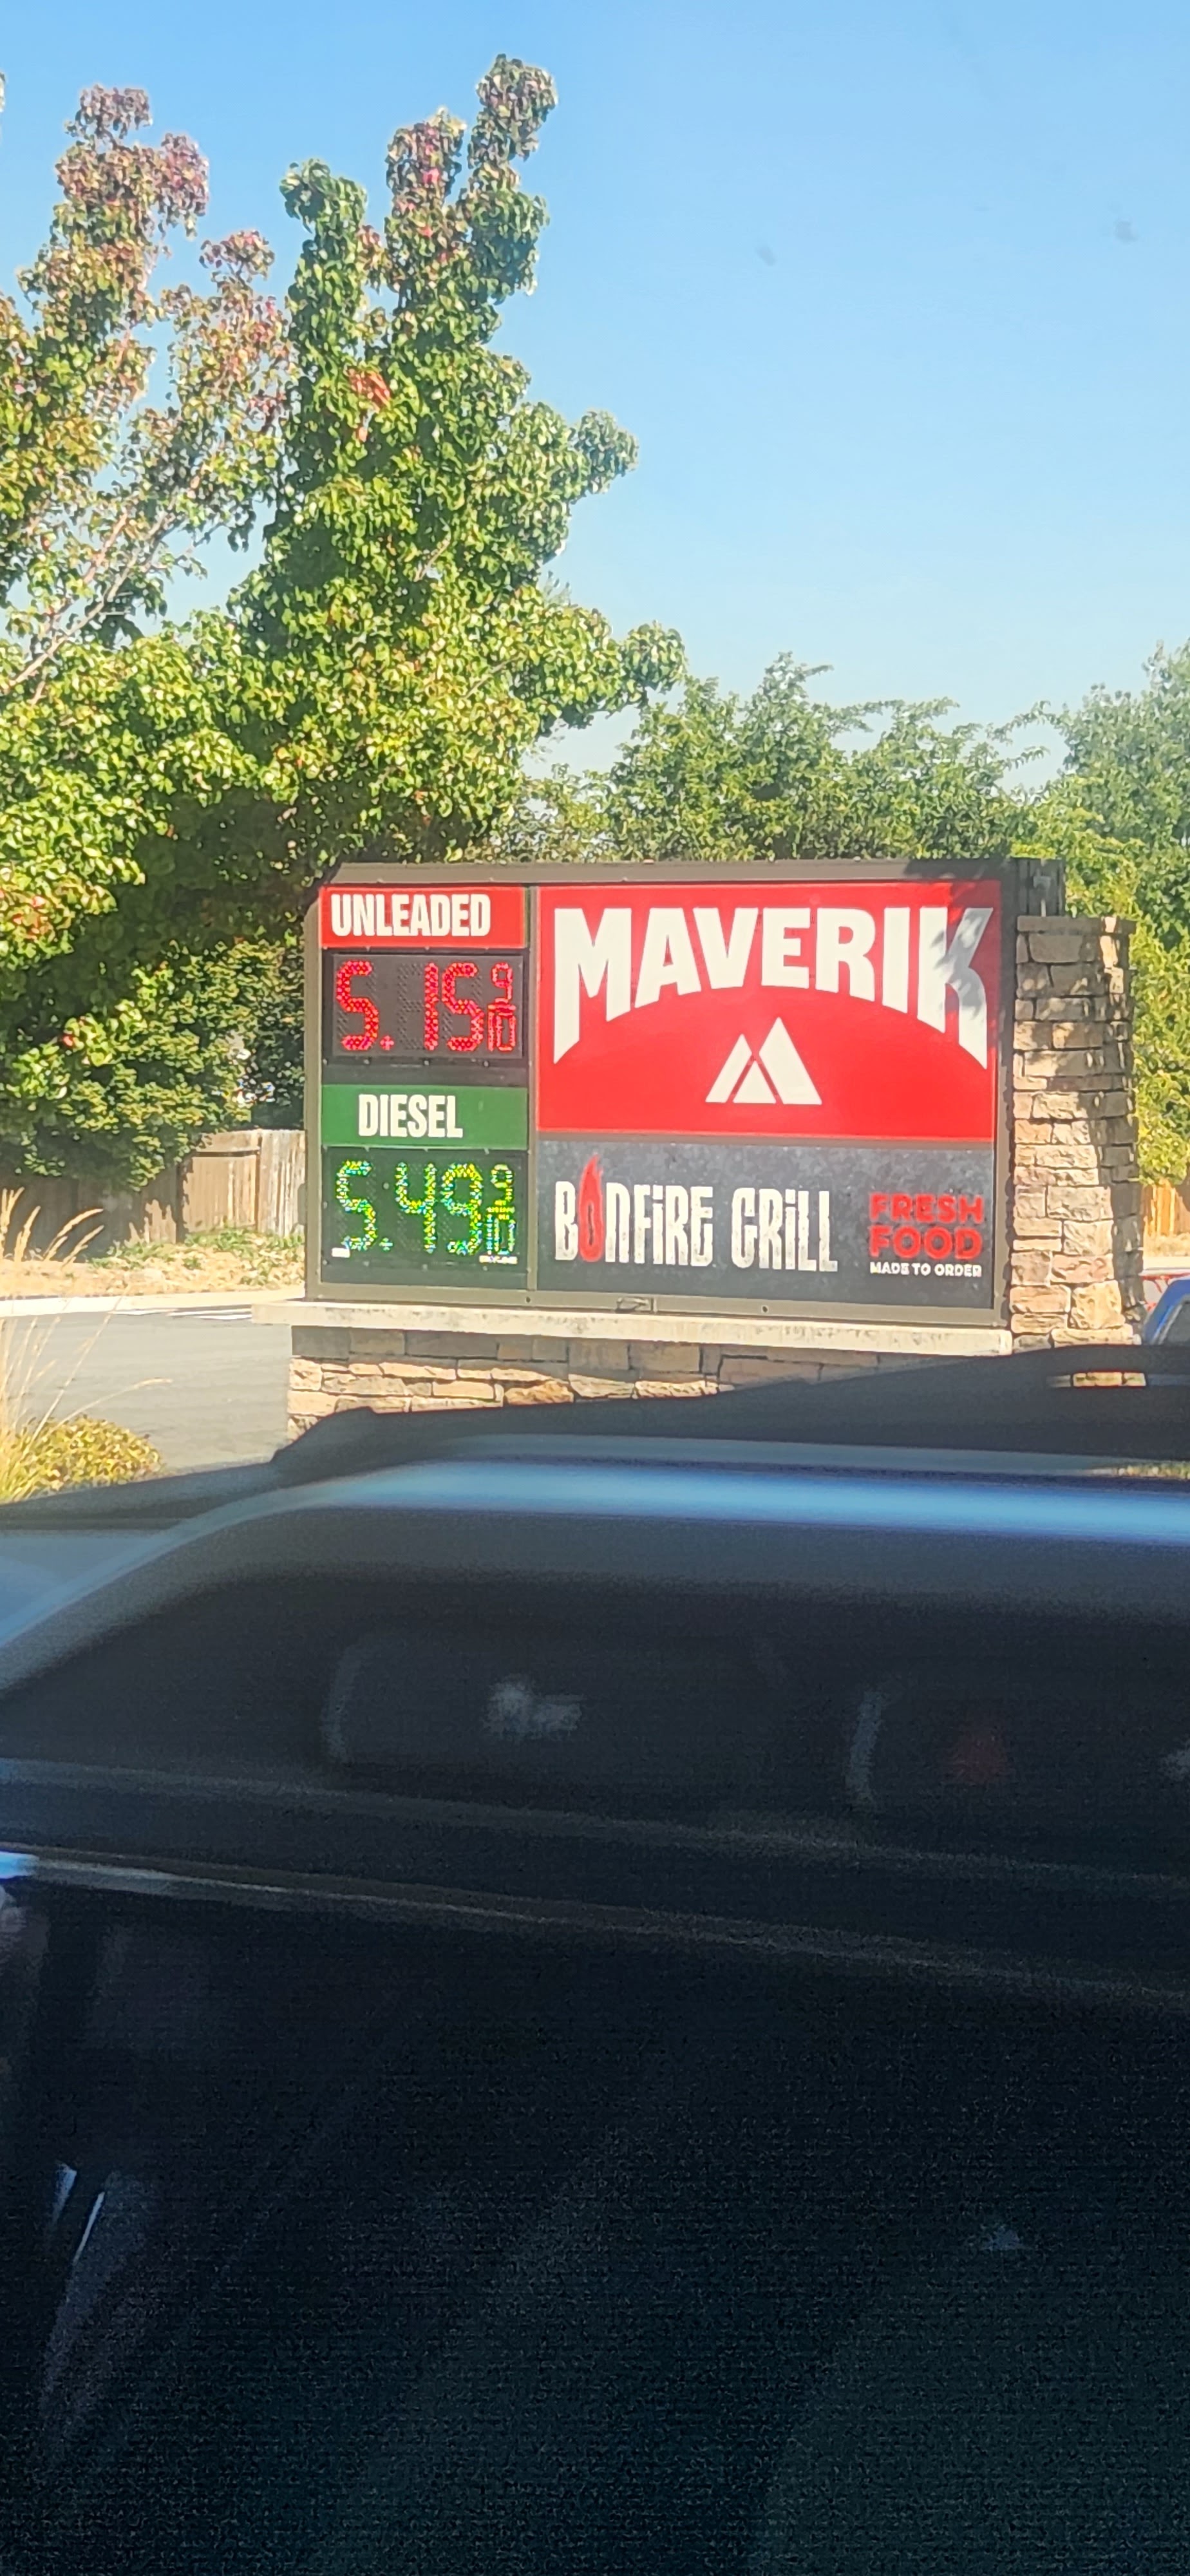 UNLEADED
5.15 9/10
DIESEL
5.49 9/10
MAVERIK
BONFIRE GRILL
FRESH
FOOD
MADE TO ORDER